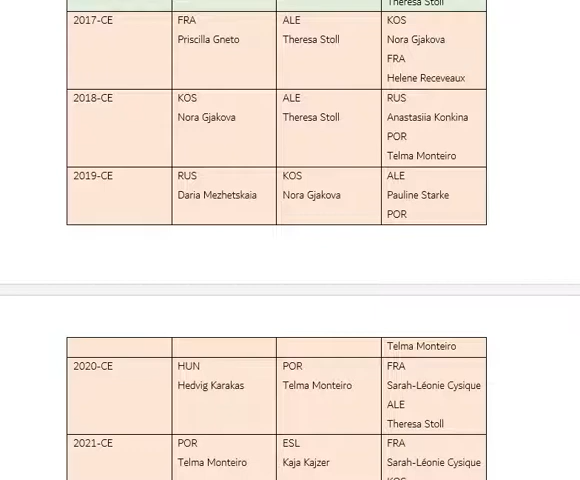 Theresa Stoll
2017-CE
FRA
Priscilla Gneto
ALE
Theresa Stoll
KOS
Nora Gjakova
FRA
Helene Receveaux
2018-CE
KOS
Nora Gjakova
ALE
Theresa Stoll
RUS
Anastasiia Konkina
POR
Telma Monteiro
2019-CE
RUS
Daria Mezhetskaia
KOS
Nora Gjakova
ALE
Pauline Starke
POR
Telma Monteiro
2020-CE
HUN
Hedvig Karakas
POR
Telma Monteiro
FRA
Sarah-Léonie Cysique
ALE
Theresa Stoll
2021-CE
POR
Telma Monteiro
ESL
Kaja Kajzer
FRA
Sarah-Léonie Cysique
KOS